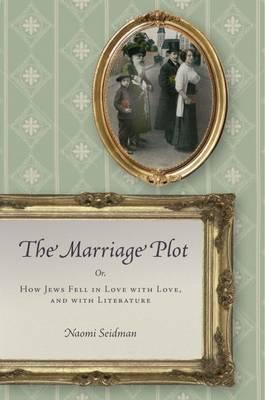 The Marriage Plot
Or,
How Jews Fell in Love with Love,
and with Literature
Naomi Seidman